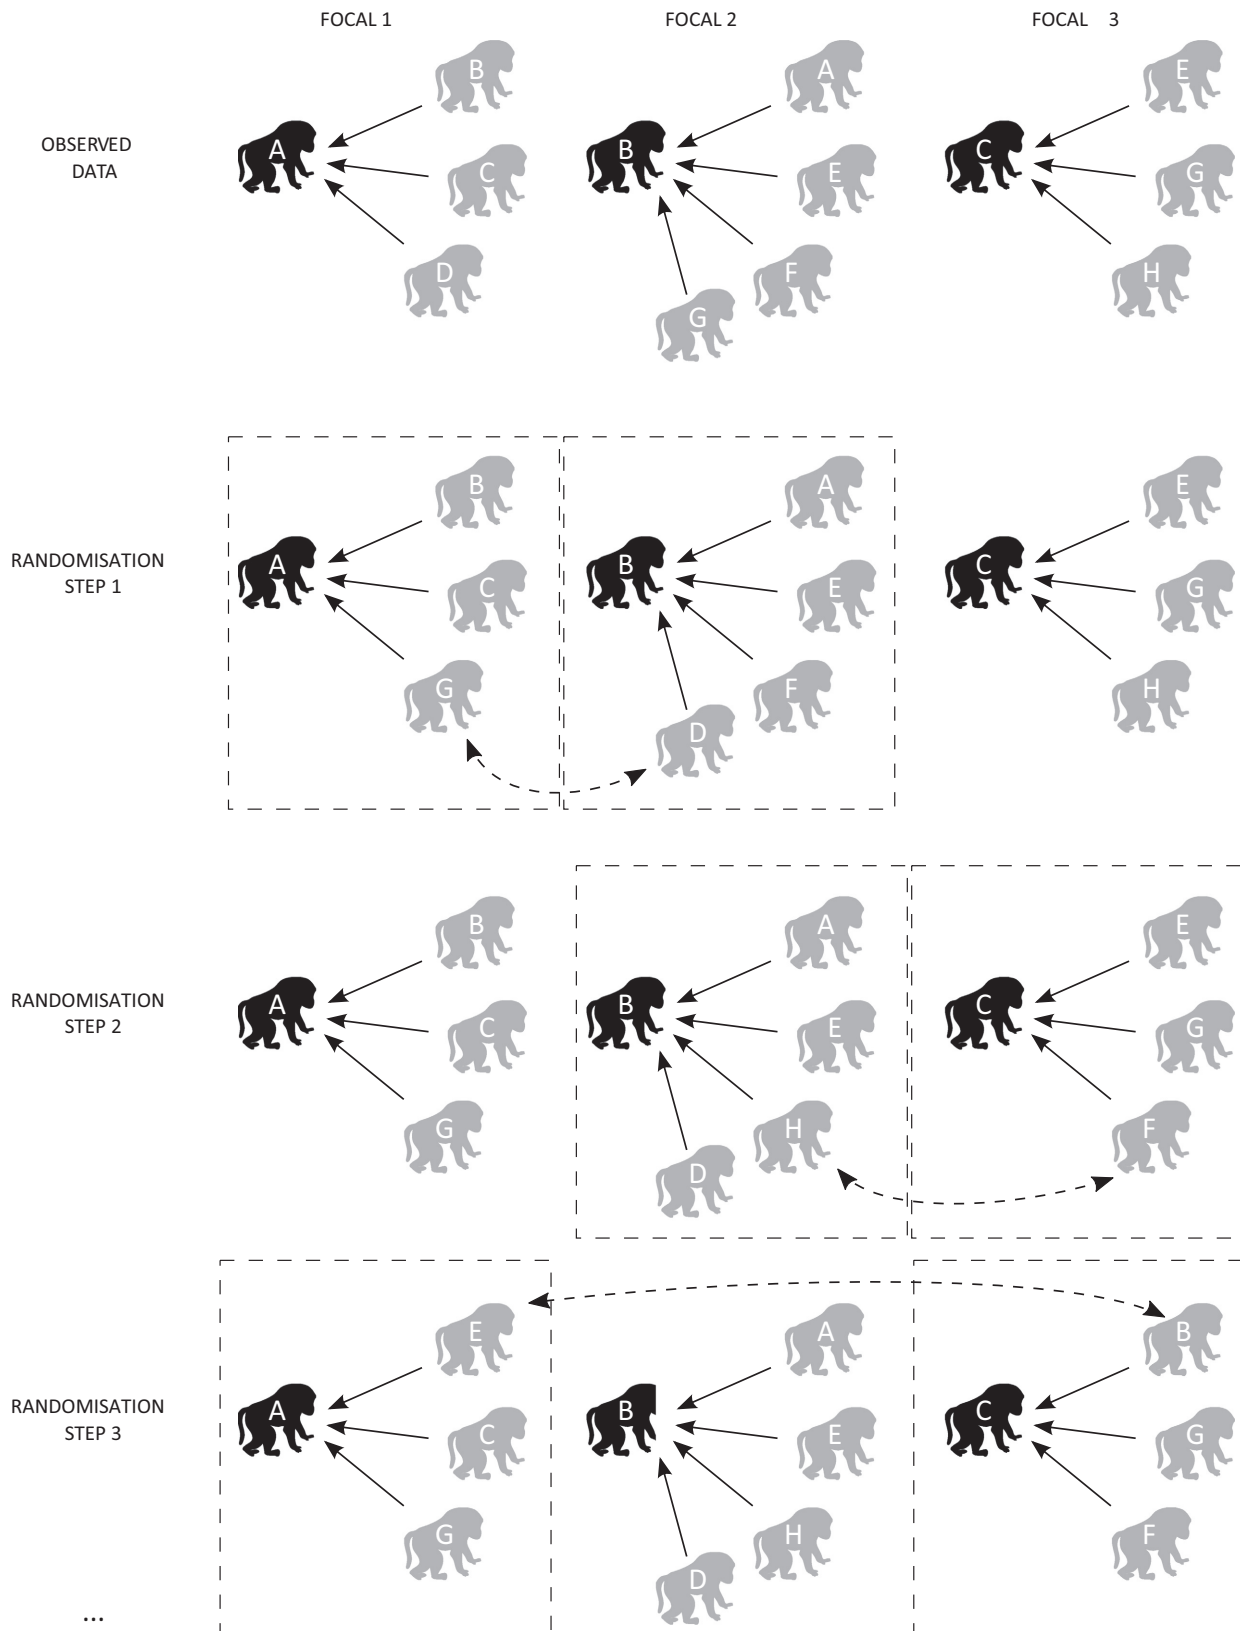 FOCAL 1
FOCAL 2
FOCAL 3
OBSERVED
DATA
B
A
C
D
A
B
E
F
G
E
C
G
H
RANDOMISATION
STEP 1
B
A
C
G
A
B
E
F
D
E
C
G
H
RANDOMISATION
STEP 2
B
A
C
G
A
B
E
H
D
E
C
G
F
RANDOMISATION
STEP 3
E
A
C
G
A
B
E
H
D
B
C
G
F
...